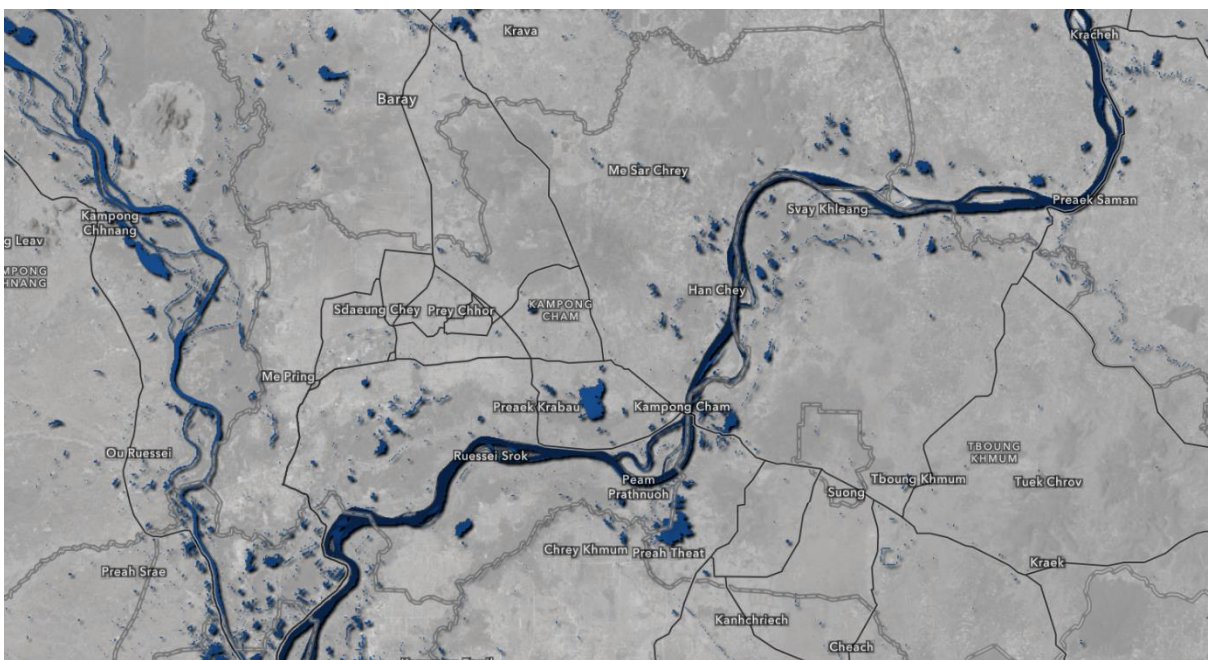 Krava
Kracheh
Baray
Me Sar Chrey
Preaek Saman
Svay Khleang
Kampong
Chhnang
g Leav
MPONG
HNANG
Han Chey
Sdaeung Chey
Prey Chhor
KAMPONG
CHAM
Me Pring
Preaek Krabau
Kampong Cham
Ou Ruessei
Ruessei Srok
TBOUNG
KHMUM
Peam
Prathnuoh
Suong
Tboung Khmum
Tuek Chrov
Chrey Khmum
Preah Theat
Preah Srae
Kraek
Kanhchriech
Cheach